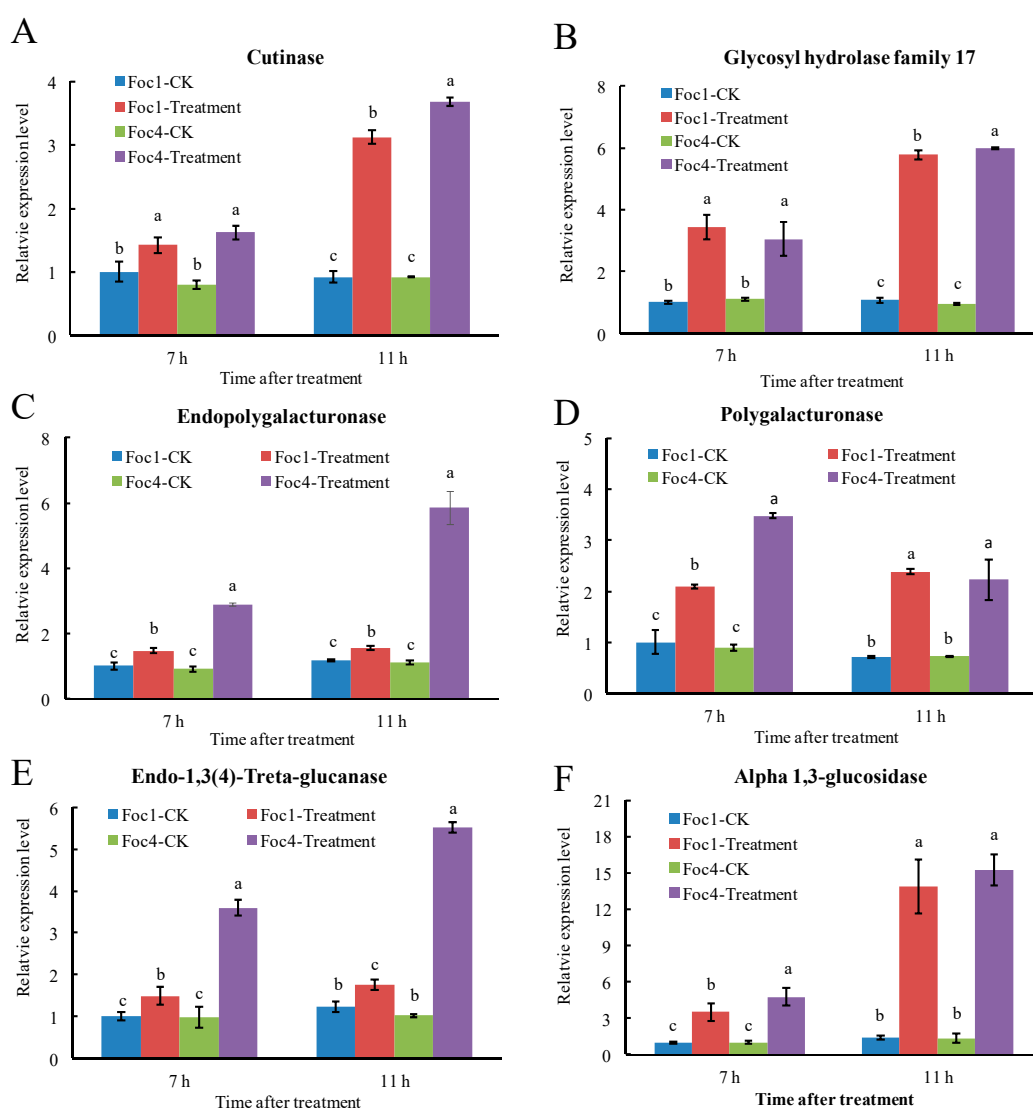 A
Cutinase
Foc1-CK
Foc1-Treatment
Foc4-CK
Foc4-Treatment
Relatvie expression level
4
3
2
1
0
b
a
b
a
c
b
c
a
7 h
11 h
Time after treatment
B
Glycosyl hydrolase family 17
Foc1-CK
Foc1-Treatment
Foc4-CK
Foc4-Treatment
Relatvie expression level
8
6
4
2
0
b
a
b
a
c
b
c
a
7 h
11 h
Time after treatment
C
Endopolygalacturonase
Foc1-CK
Foc1-Treatment
Foc4-CK
Foc4-Treatment
Relatvie expression level
8
6
4
2
0
c
b
c
a
c
b
c
a
7 h
11 h
Time after treatment
D
Polygalacturonase
Foc1-CK
Foc1-Treatment
Foc4-CK
Foc4-Treatment
Relatvie expression level
5
4
3
2
1
0
c
b
c
a
b
a
b
a
7 h
11 h
Time after treatment
E
Endo-1,3(4)-Treta-glucanase
Foc1-CK
Foc1-Treatment
Foc4-CK
Foc4-Treatment
Relatvie expression level
6
5
4
3
2
1
0
c
b
c
a
b
c
b
a
7 h
11 h
Time after treatment
F
Alpha 1,3-glucosidase
Foc1-CK
Foc1-Treatment
Foc4-CK
Foc4-Treatment
Relatvie expression level
21
18
15
12
9
6
3
0
c
b
c
a
b
a
b
a
7 h
11 h
Time after treatment